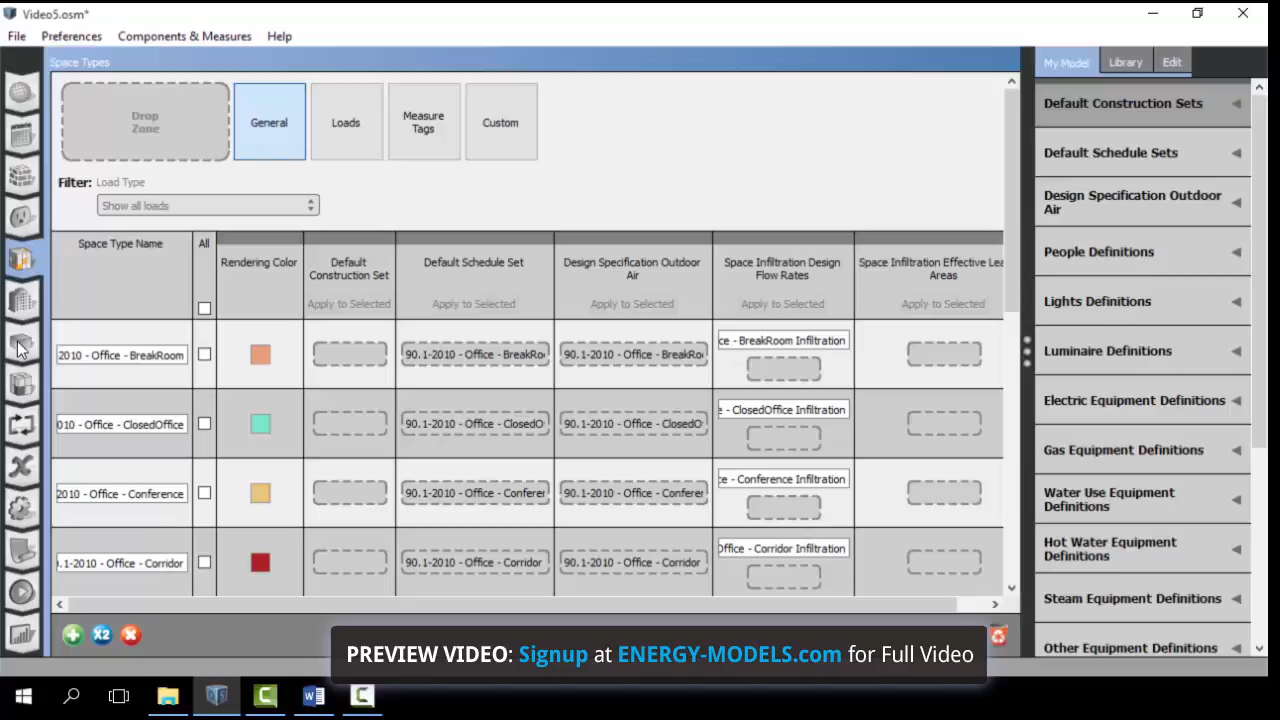 Video5.osm*
File Preferences Components & Measures Help
Space Types
My Model Library Edit
Drop
Zone
General
Loads
Measure
Tags
Custom
Filter: Load Type
Show all loads
Space Type Name
All
Rendering Color
Default
Construction Set
Apply to Selected
Default Schedule Set
Apply to Selected
Design Specification Outdoor
Air
Apply to Selected
Space Infiltration Design
Flow Rates
Apply to Selected
Space Infiltration Effective Lea
Areas
Apply to Selected
2010 - Office - BreakRoom
90.1-2010 - Office - BreakRo
90.1-2010 - Office - BreakRo
ce - BreakRoom Infiltration
010 - Office - ClosedOffice
90.1-2010 - Office - ClosedO
90.1-2010 - Office - ClosedO
e - ClosedOffice Infiltration
2010 - Office - Conference
90.1-2010 - Office - Conferen
90.1-2010 - Office - Conferen
ce - Conference Infiltration
.1-2010 - Office - Corridor
90.1-2010 - Office - Corridor
90.1-2010 - Office - Corridor
Office - Corridor Infiltration
Default Construction Sets
Default Schedule Sets
Design Specification Outdoor
Air
People Definitions
Lights Definitions
Luminaire Definitions
Electric Equipment Definitions
Gas Equipment Definitions
Water Use Equipment
Definitions
Hot Water Equipment
Definitions
Steam Equipment Definitions
Other Equipment Definitions
X2
PREVIEW VIDEO: Signup at ENERGY-MODELS.com for Full Video